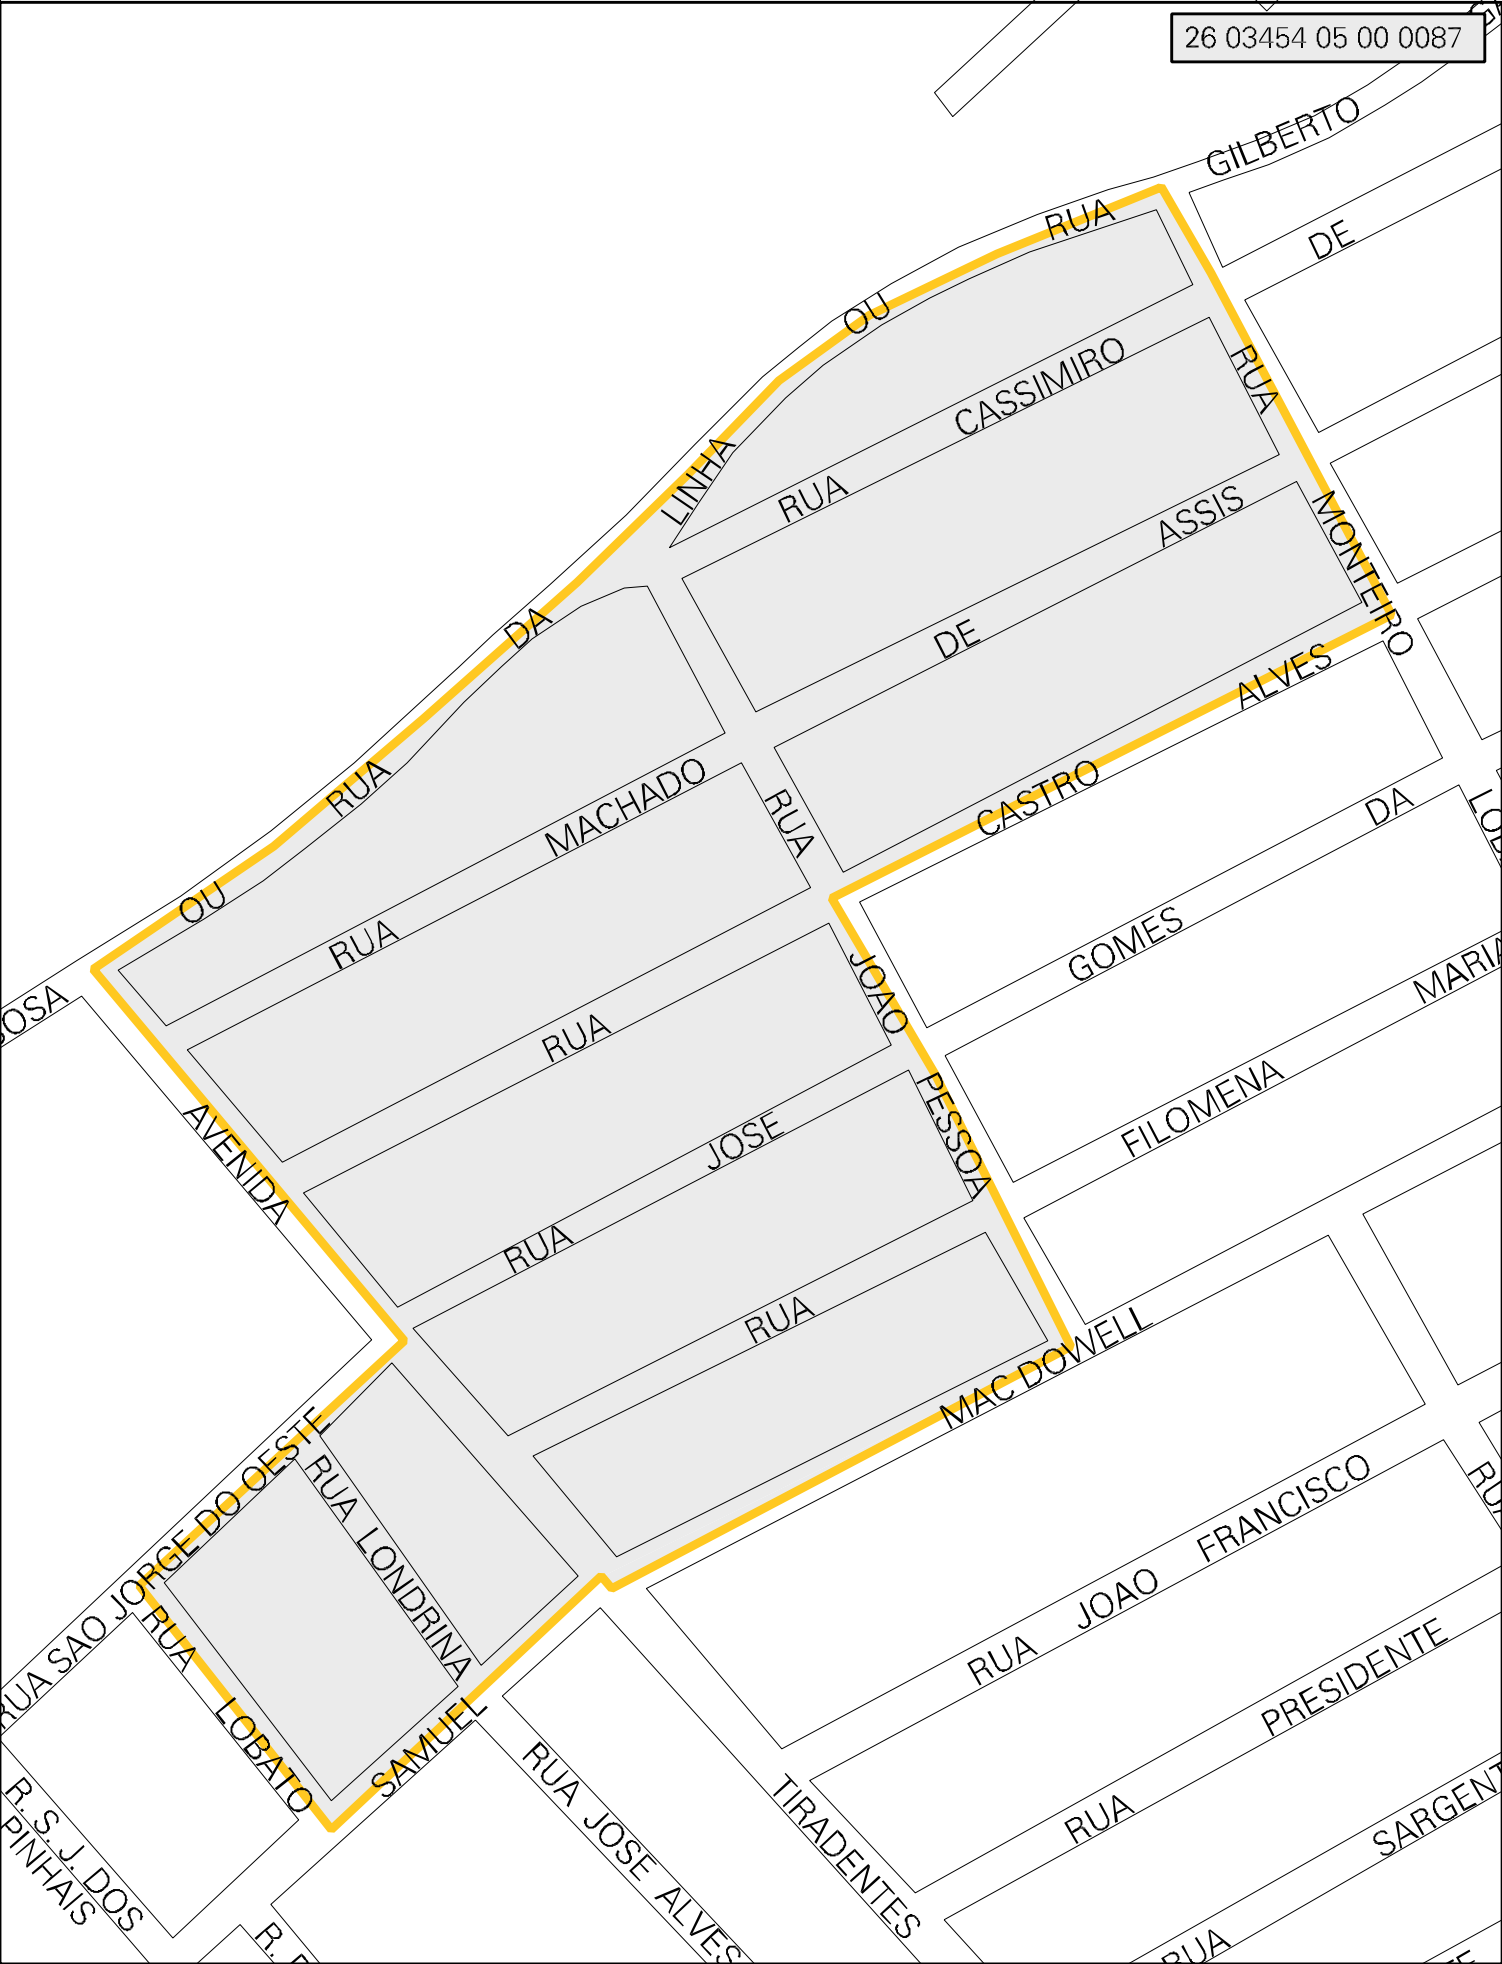 26 03454 05 00 0087
GILBERTO
DE
RUA
OU
LINHA
DA
RUA
OU
CASSIMIRO
RUA
RUA
MONTEIRO
ASSIS
DE
ALVES
CASTRO
MACHADO
RUA
RUA
JOAO
PESSOA
DA
GOMES
MARIA
FILOMENA
RUA
AVENIDA
JOSE
RUA
RUA
MAC DOWELL
SAMUEL
RUA SAO JORGE DO OESTE
RUA LONDRINA
RUA
LOBATO
FRANCISCO
JOAO
RUA
RUA
PRESIDENTE
RUA
SARGENT
RUA
TIRADENTES
RUA JOSE ALVES
R. S. J. DOS
PINHAIS
R.